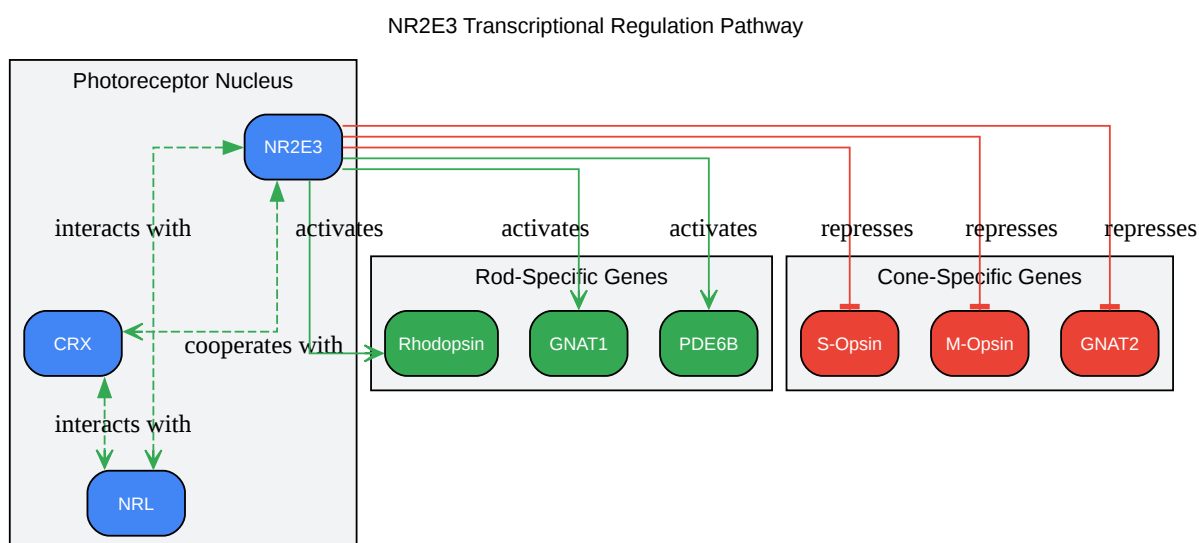 NR2E3 Transcriptional Regulation Pathway
Photoreceptor Nucleus
NR2E3
interacts with
activates
activates
activates
represses
represses
represses
Rod-Specific Genes
Cone-Specific Genes
CRX
cooperates with
Rhodopsin
GNAT1
PDE6B
S-Opsin
M-Opsin
GNAT2
interacts with
NRL